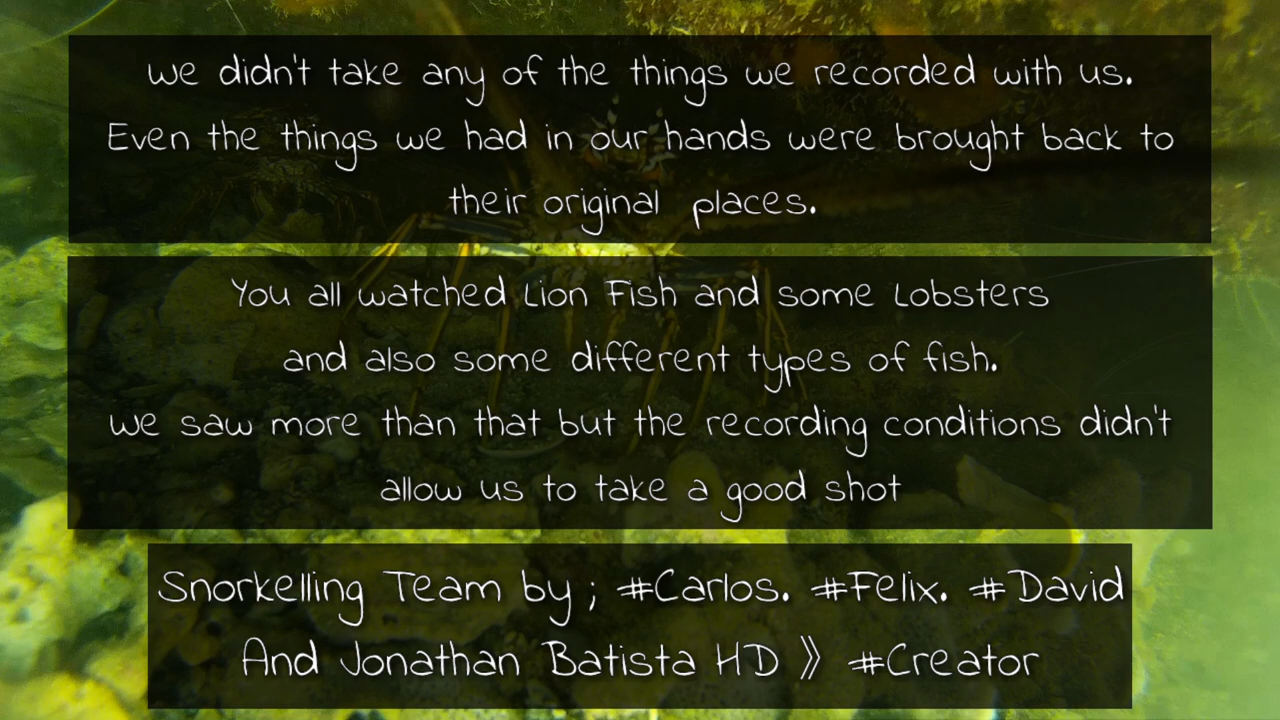 We didn't take any of the things we recorded with us.
Even the things we had in our hands were brought back to
their original places.
You all watched Lion Fish and some Lobsters
and also some different types of fish.
We saw more than that but the recording conditions didn't
allow us to take a good shot
Snorkelling Team by ; #Carlos. #Felix. #David
And Jonathan Batista HD 》 #Creator